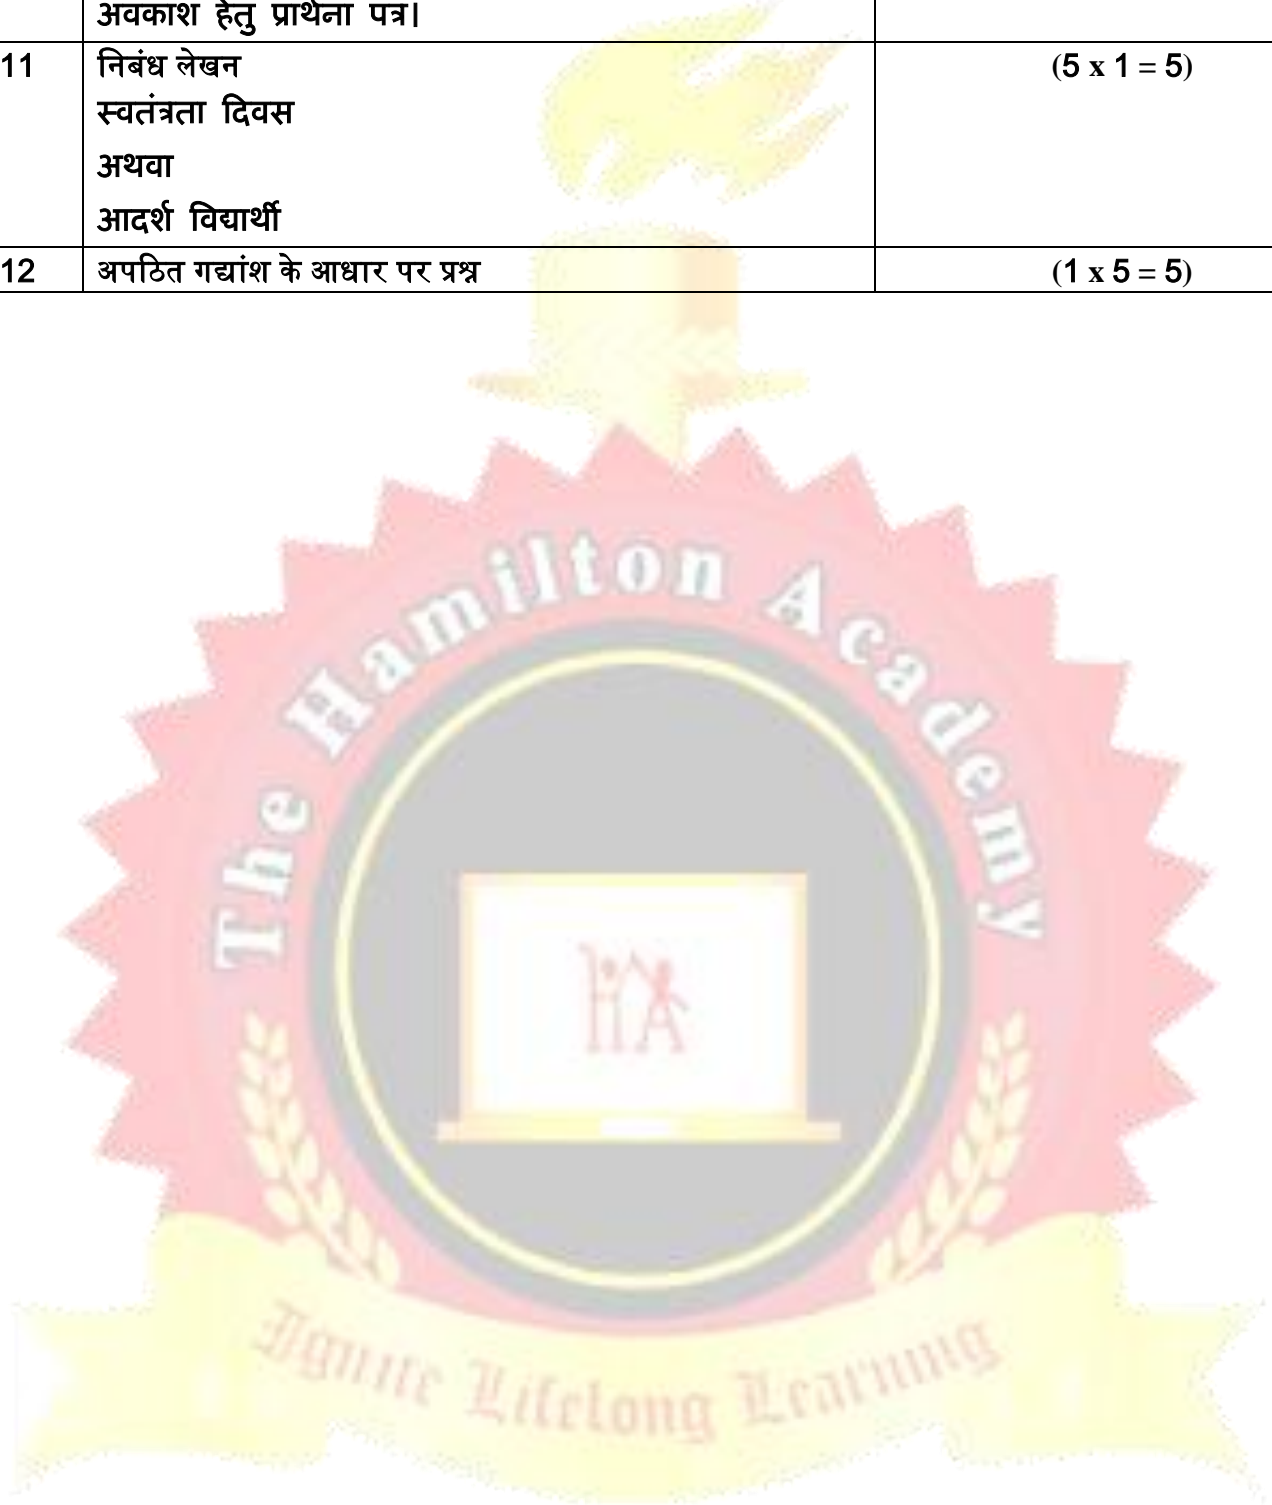 अवकाश हेतु प्रार्थना पत्र।
11 निबंध लेखन (5 x 1 = 5)
स्वतंत्रता दिवस
अथवा
आदर्श विद्यार्थी
12 अपठित गद्यांश के आधार पर प्रश्न (1 x 5 = 5)
The Hamilton Academy
HA
Ignite Lifelong Learning